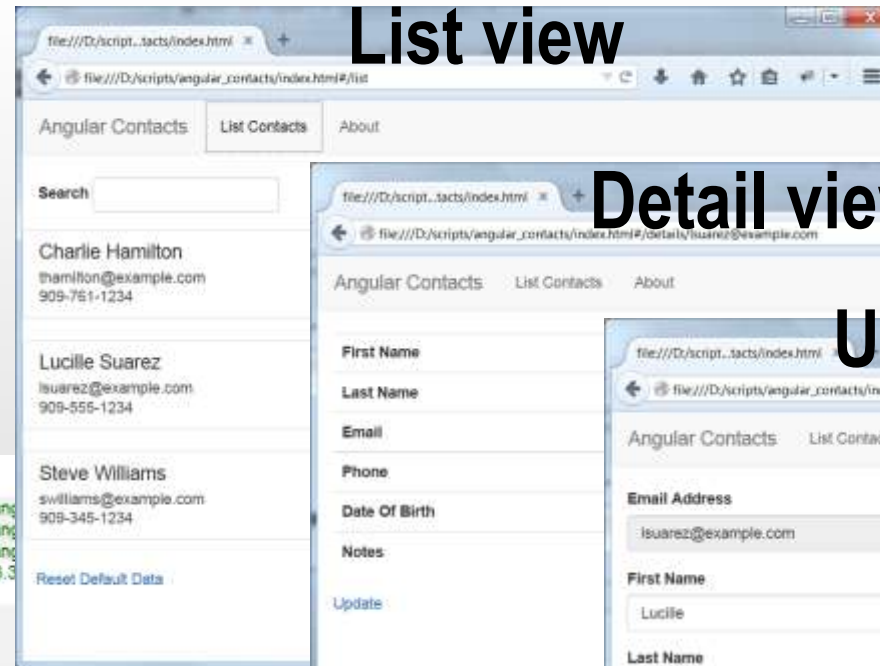 List view
file:///D:/script...tacts/index.html × +
file:///D:/scripts/angular_contacts/index.html#/list
Angular Contacts List Contacts About
Search
Charlie Hamilton
thamilton@example.com
909-761-1234
Lucille Suarez
lsuarez@example.com
909-555-1234
Steve Williams
swilliams@example.com
909-345-1234
Reset Default Data
Detail vie
file:///D:/script...tacts/index.html × +
file:///D:/scripts/angular_contacts/index.html#/details/lsuarez@example.com
Angular Contacts List Contacts About
First Name
Last Name
Email
Phone
Date Of Birth
Notes
Update
U
file:///D:/script...tacts/index.html
file:///D:/scripts/angular_contacts/in
Angular Contacts List Contac
Email Address
lsuarez@example.com
First Name
Lucille
Last Name
ng
ng
ng